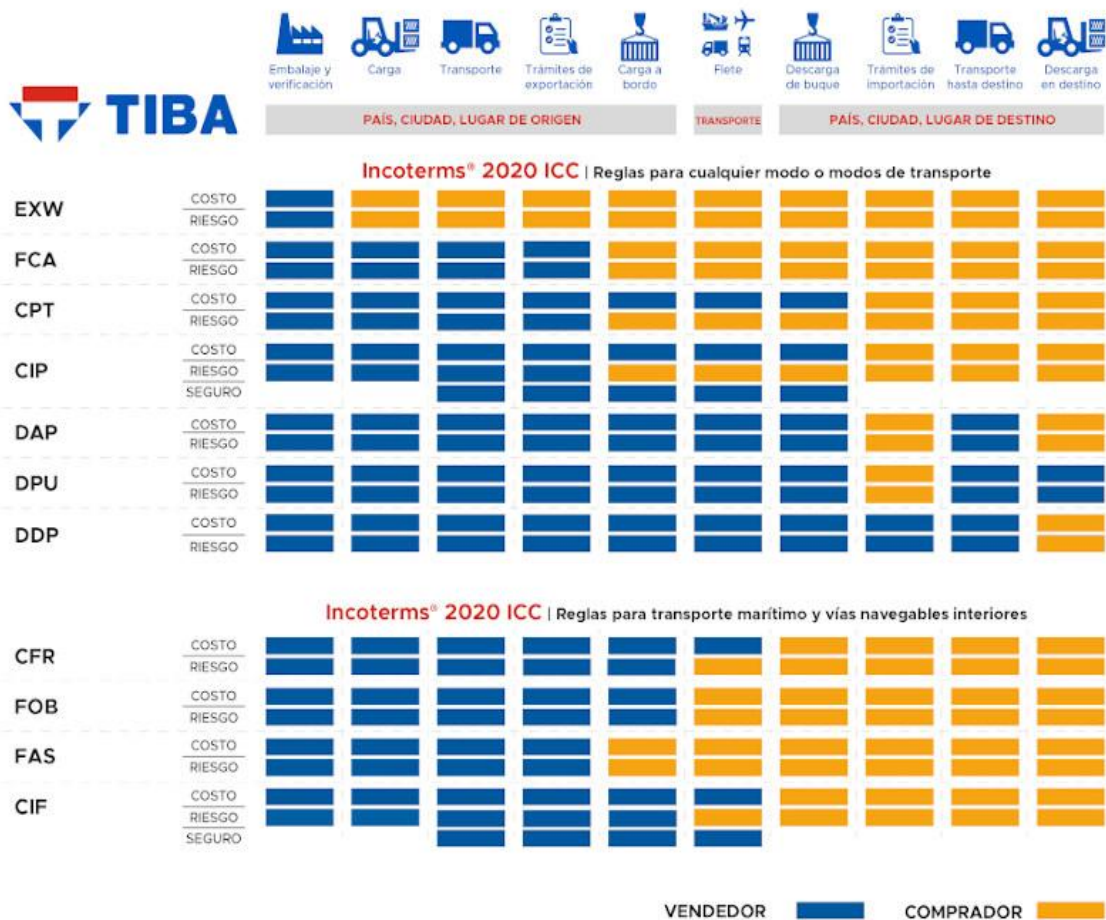 TIBA
Embalaje y verificación
Carga
Transporte
Trámites de exportación
Carga a bordo
Flete
Descarga de buque
Trámites de importación
Transporte hasta destino
Descarga en destino
PAÍS, CIUDAD, LUGAR DE ORIGEN
TRANSPORTE
PAÍS, CIUDAD, LUGAR DE DESTINO
Incoterms® 2020 ICC | Reglas para cualquier modo o modos de transporte
EXW
COSTO
RIESGO
FCA
COSTO
RIESGO
CPT
COSTO
RIESGO
CIP
COSTO
RIESGO
SEGURO
DAP
COSTO
RIESGO
DPU
COSTO
RIESGO
DDP
COSTO
RIESGO
Incoterms® 2020 ICC | Reglas para transporte marítimo y vías navegables interiores
CFR
COSTO
RIESGO
FOB
COSTO
RIESGO
FAS
COSTO
RIESGO
CIF
COSTO
RIESGO
SEGURO
VENDEDOR
COMPRADOR